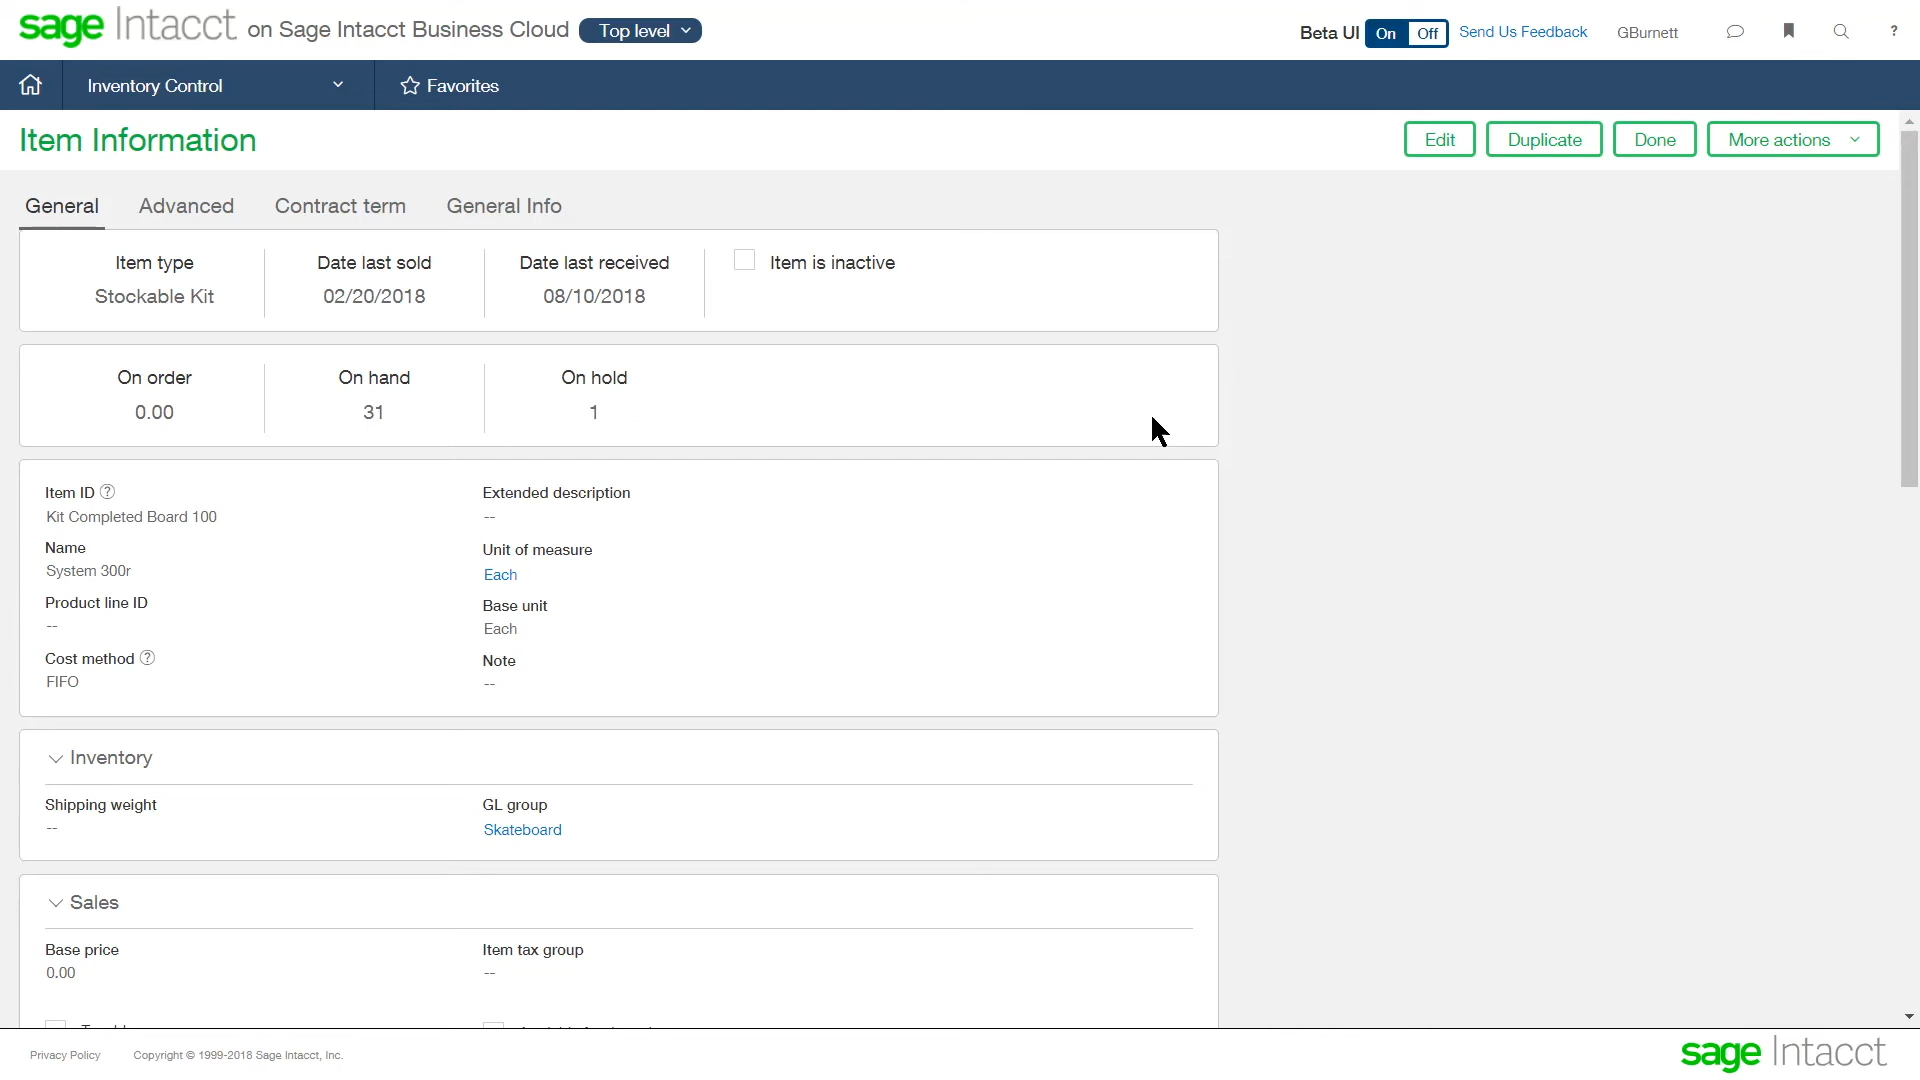 sage Intacct on Sage Intacct Business Cloud Top level Beta UI On Off Send Us Feedback GBurnett ?
Inventory Control Favorites
Item Information Edit Duplicate Done More actions
General Advanced Contract term General Info
Item type Date last sold Date last received Item is inactive
Stockable Kit 02/20/2018 08/10/2018
On order On hand On hold
0.00 31 1
Item ID ? Extended description
Kit Completed Board 100 --
Name Unit of measure
System 300r Each
Product line ID Base unit
-- Each
Cost method ? Note
FIFO --
Inventory
Shipping weight GL group
-- Skateboard
Sales
Base price Item tax group
0.00 --
Privacy Policy Copyright © 1999-2018 Sage Intacct, Inc. sage Intacct